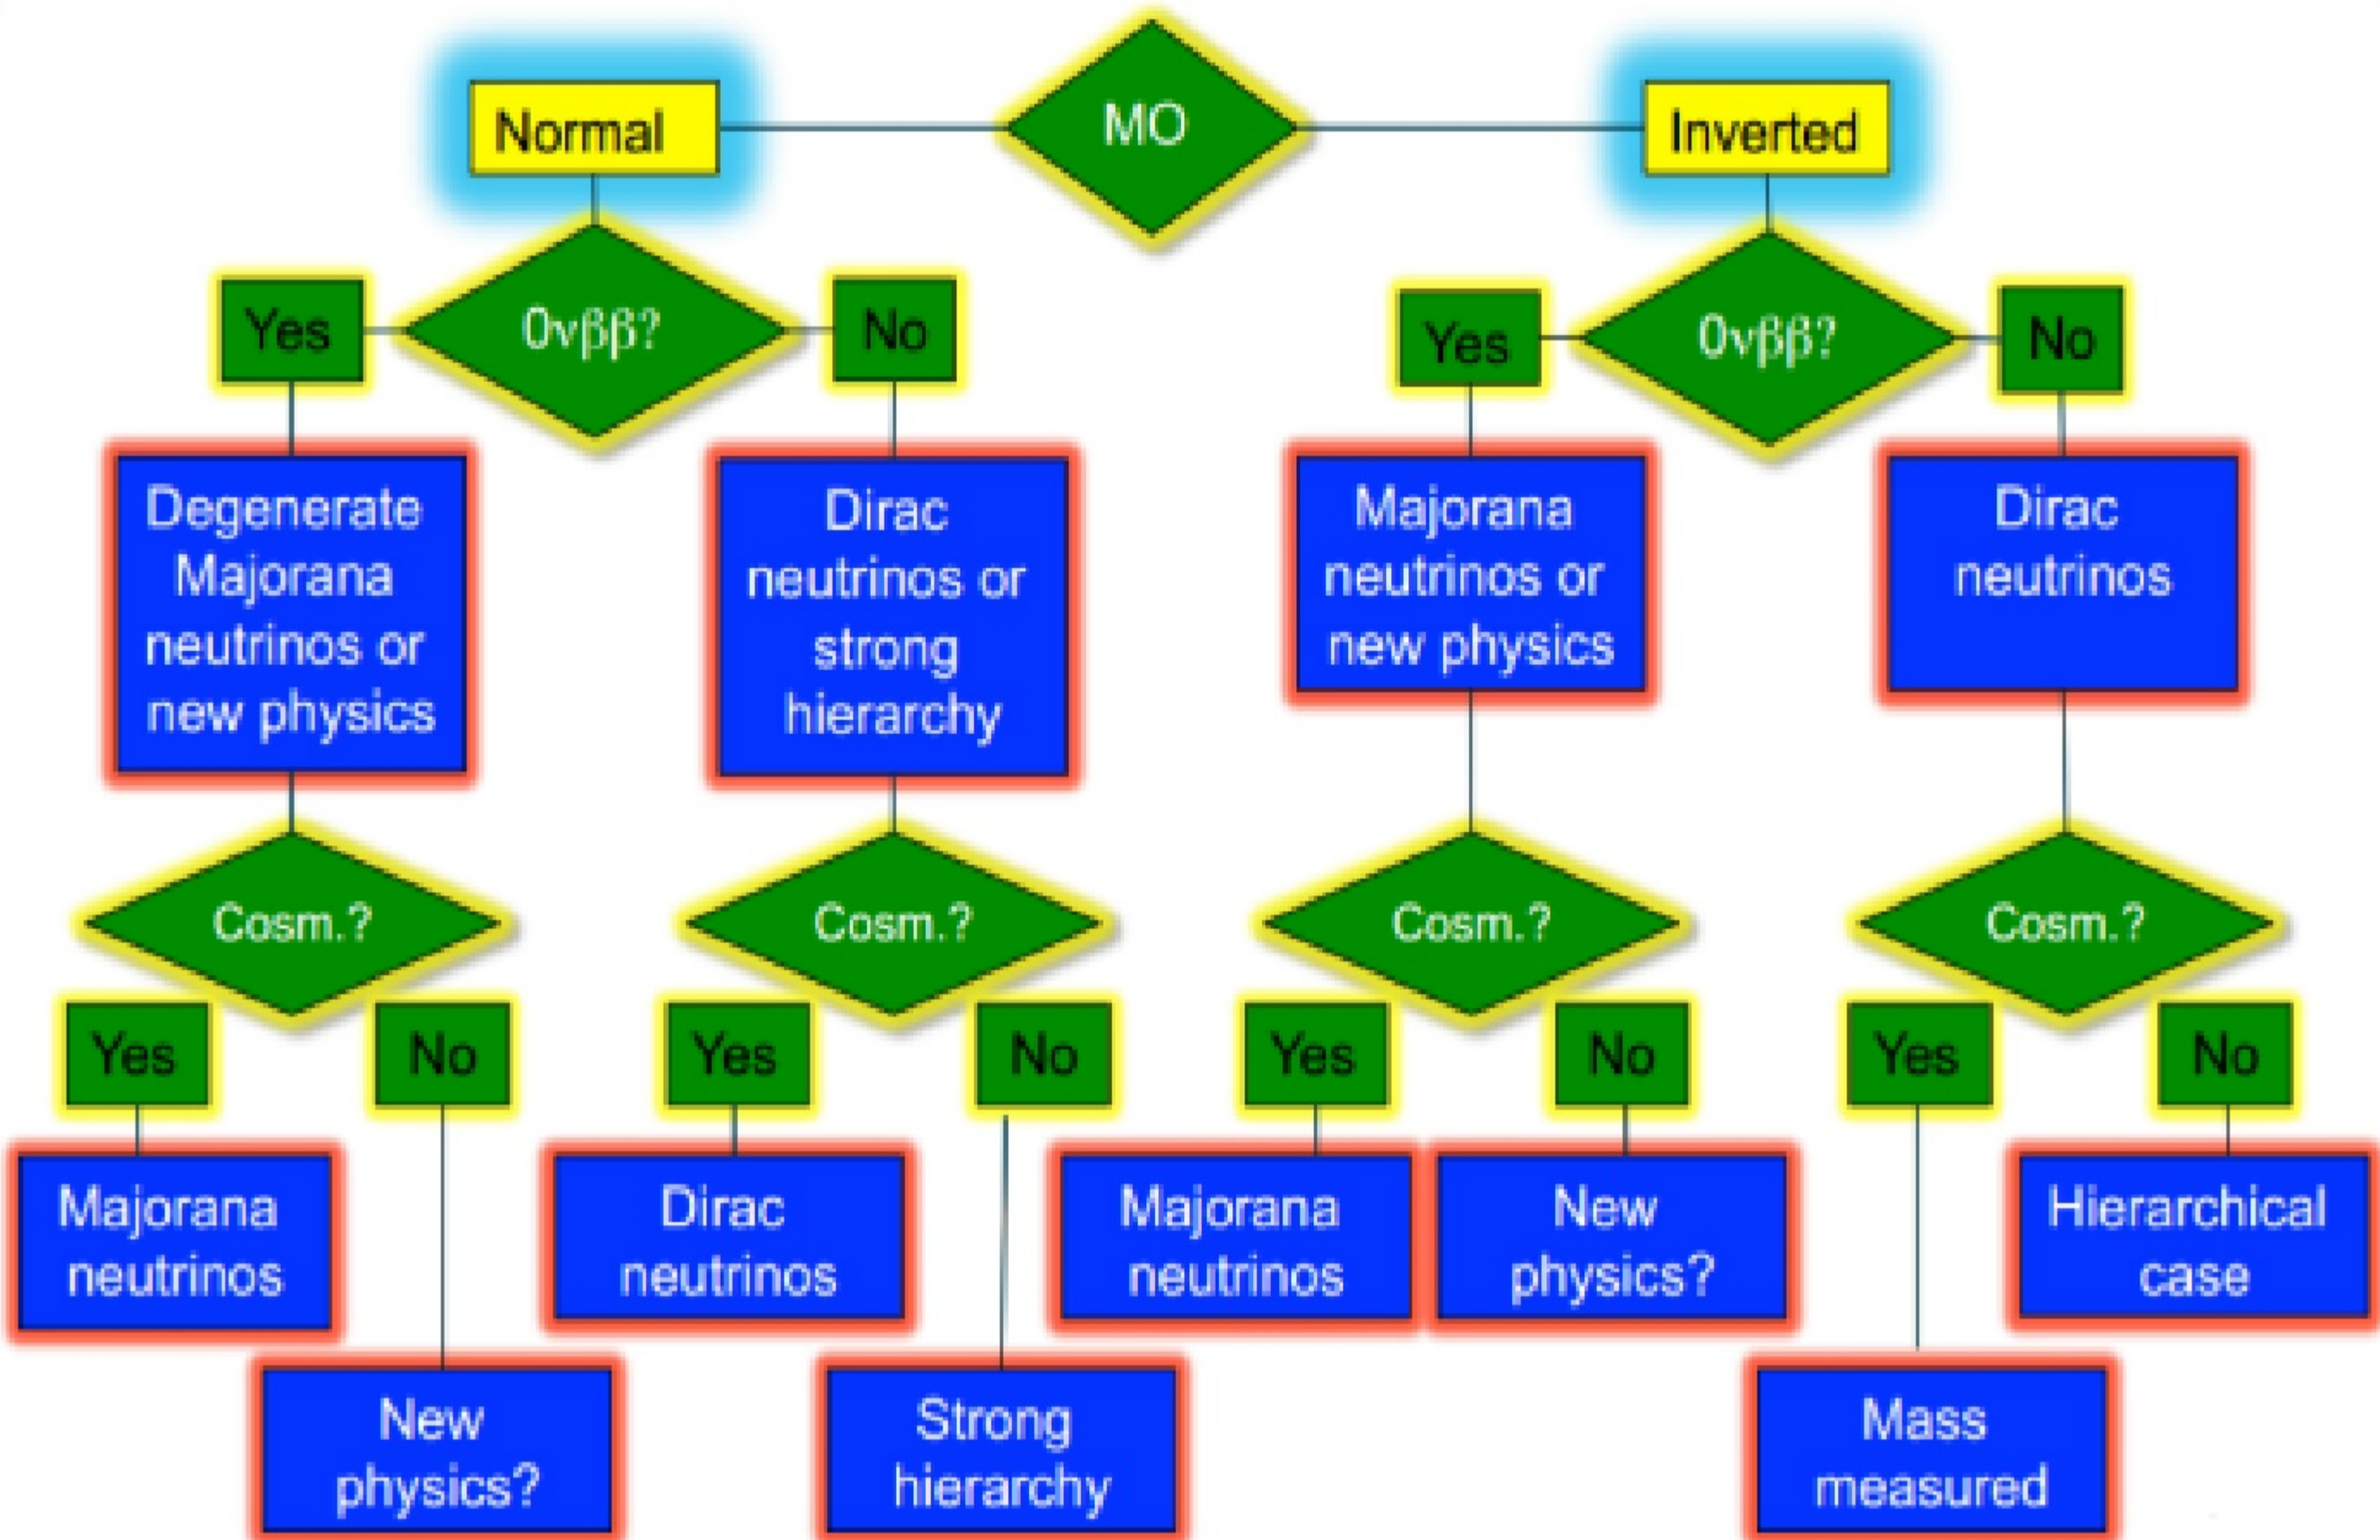 MO
Normal
Inverted
Yes
0νββ?
No
Yes
0νββ?
No
Degenerate
Majorana
neutrinos or
new physics
Dirac
neutrinos or
strong
hierarchy
Majorana
neutrinos or
new physics
Dirac
neutrinos
Cosm.?
Cosm.?
Cosm.?
Cosm.?
Yes
No
Yes
No
Yes
No
Yes
No
Majorana
neutrinos
Dirac
neutrinos
Majorana
neutrinos
New
physics?
Hierarchical
case
New
physics?
Strong
hierarchy
Mass
measured